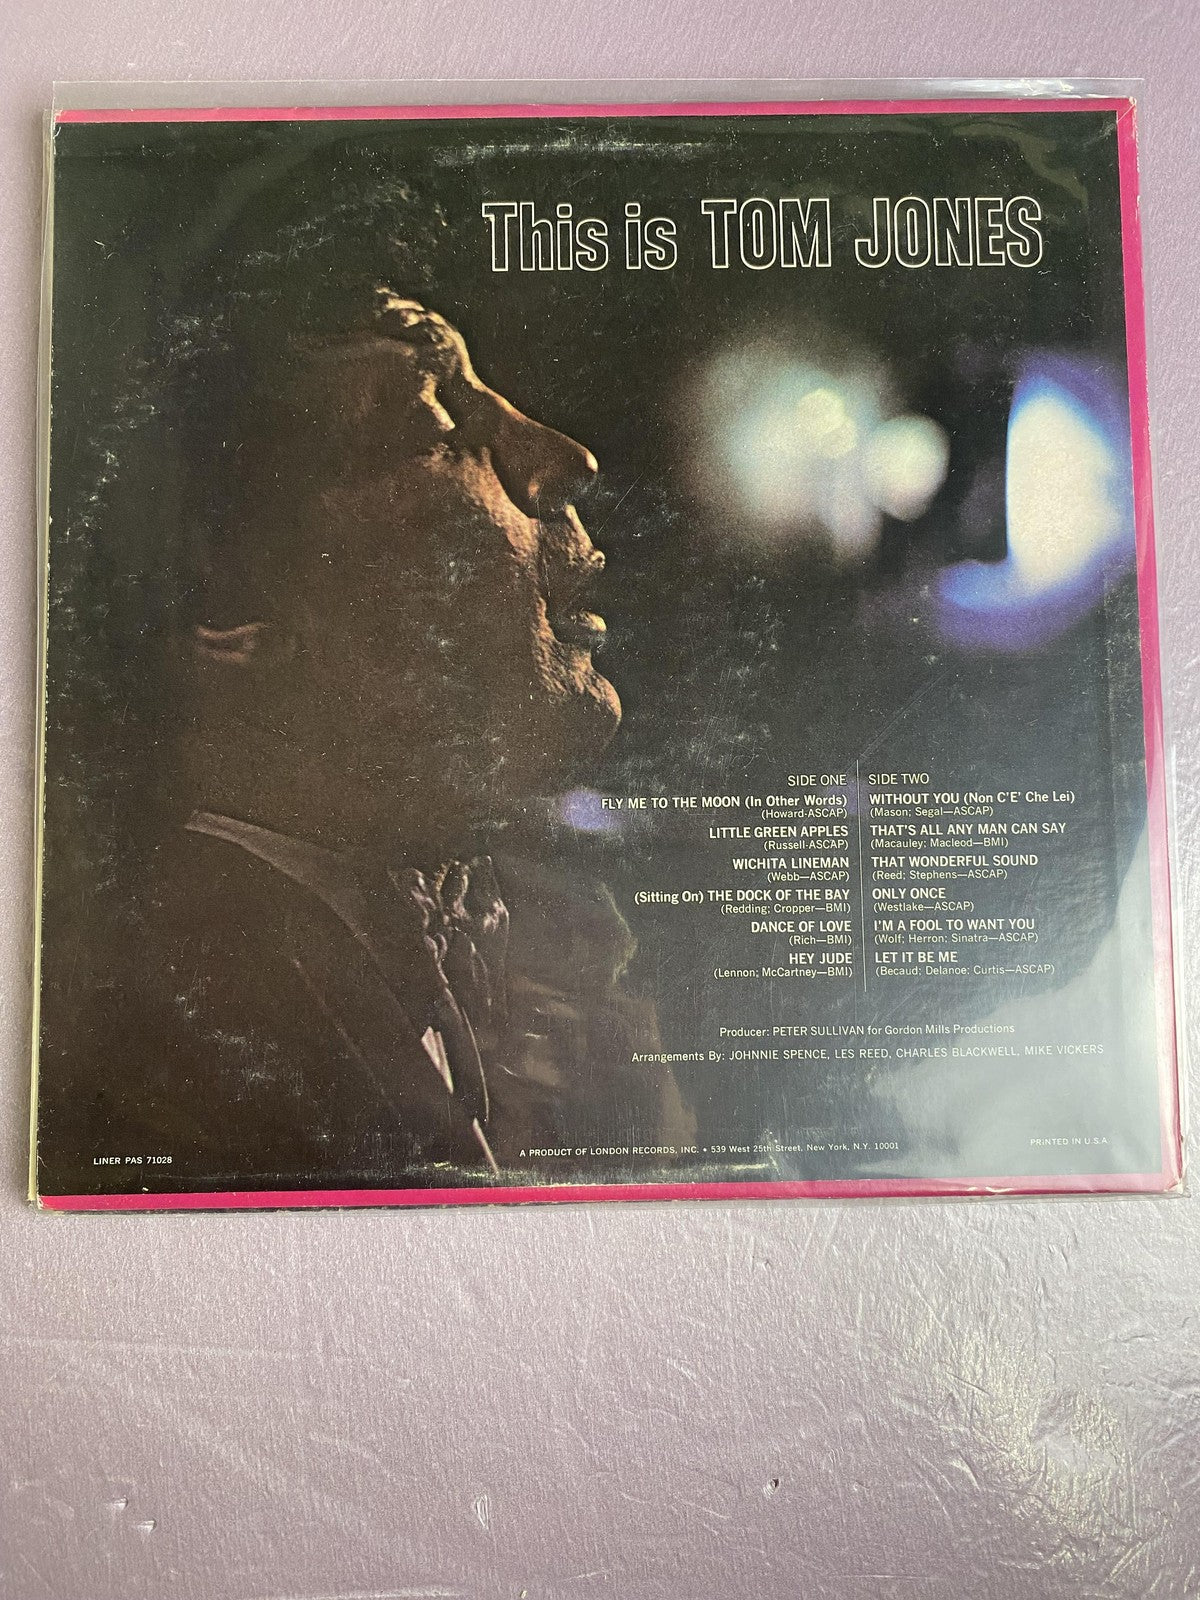 This is TOM JONES
SIDE ONE
FLY ME TO THE MOON (In Other Words)
(Howard-ASCAP)
LITTLE GREEN APPLES
(Russell-ASCAP)
WICHITA LINEMAN
(Webb—ASCAP)
(Sitting On) THE DOCK OF THE BAY
(Redding; Cropper—BMI)
DANCE OF LOVE
(Rich—BMI)
HEY JUDE
(Lennon; McCartney—BMI)
SIDE TWO
WITHOUT YOU (Non C'E' Che Lei)
(Mason; Segal—ASCAP)
THAT'S ALL ANY MAN CAN SAY
(Macauley; Macleod—BMI)
THAT WONDERFUL SOUND
(Reed; Stephens—ASCAP)
ONLY ONCE
(Westlake—ASCAP)
I'M A FOOL TO WANT YOU
(Wolf; Herron; Sinatra—ASCAP)
LET IT BE ME
(Becaud; Delanoe; Curtis—ASCAP)
Producer: PETER SULLIVAN for Gordon Mills Productions
Arrangements By: JOHNNIE SPENCE, LES REED, CHARLES BLACKWELL, MIKE VICKERS
LINER PAS 71028
A PRODUCT OF LONDON RECORDS, INC. • 539 West 25th Street, New York, N.Y. 10001
PRINTED IN U.S.A.